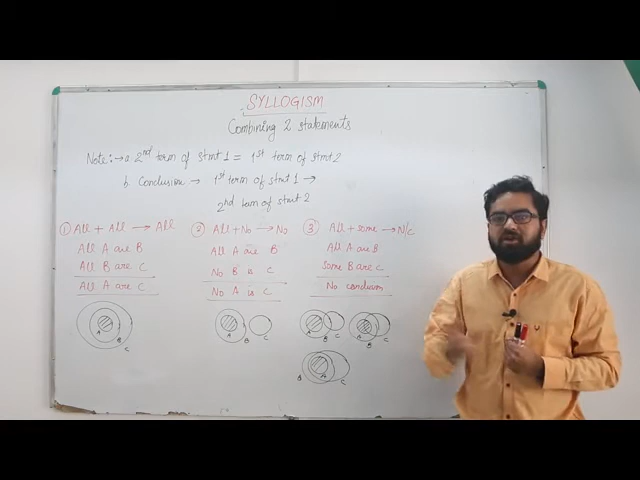 SYLLOGISM
Combining 2 statements
Note:→ a. 2nd term of stmt 1 = 1st term of stmt 2
b. Conclusion → 1st term of stmt 1 →
2nd term of stmt 2
① All + All → All
All A are B
All B are C
All A are C
A
B
C
② All + No → No
All A are B
No B is C
No A is C
A
B
C
③ All + some → N/c
All A are B
Some B are C
No conclusion
A
B
C
A
B
C
B
A
C